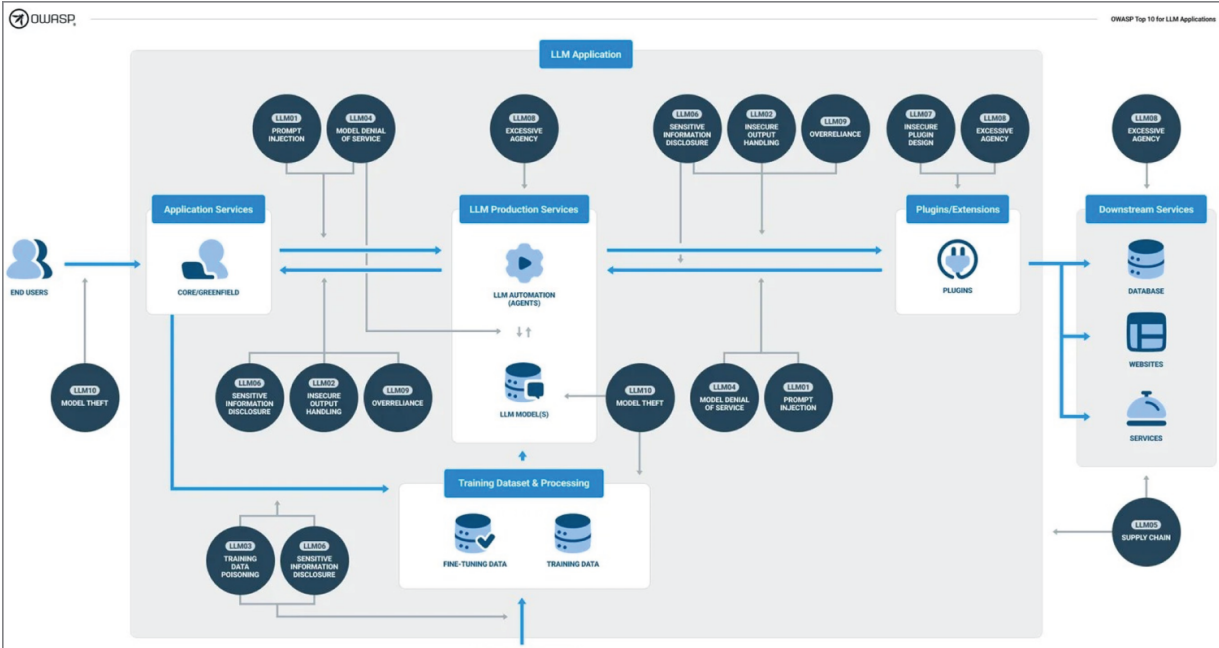 OWASP
OWASP Top 10 for LLM Applications
LLM Application
LLM01
PROMPT
INJECTION
LLM04
MODEL DENIAL
OF SERVICE
LLM08
EXCESSIVE
AGENCY
LLM06
SENSITIVE
INFORMATION
DISCLOSURE
LLM02
INSECURE
OUTPUT
HANDLING
LLM09
OVERRELIANCE
LLM07
INSECURE
PLUGIN
DESIGN
LLM08
EXCESSIVE
AGENCY
LLM08
EXCESSIVE
AGENCY
Application Services
LLM Production Services
Plugins/Extensions
Downstream Services
END USERS
CORE/GREENFIELD
LLM AUTOMATION
(AGENTS)
PLUGINS
DATABASE
WEBSITES
LLM10
MODEL THEFT
LLM06
SENSITIVE
INFORMATION
DISCLOSURE
LLM02
INSECURE
OUTPUT
HANDLING
LLM09
OVERRELIANCE
LLM MODEL(S)
LLM10
MODEL THEFT
LLM04
MODEL DENIAL
OF SERVICE
LLM01
PROMPT
INJECTION
SERVICES
Training Dataset & Processing
LLM03
TRAINING
DATA
POISONING
LLM06
SENSITIVE
INFORMATION
DISCLOSURE
FINE-TUNING DATA
TRAINING DATA
LLM05
SUPPLY CHAIN